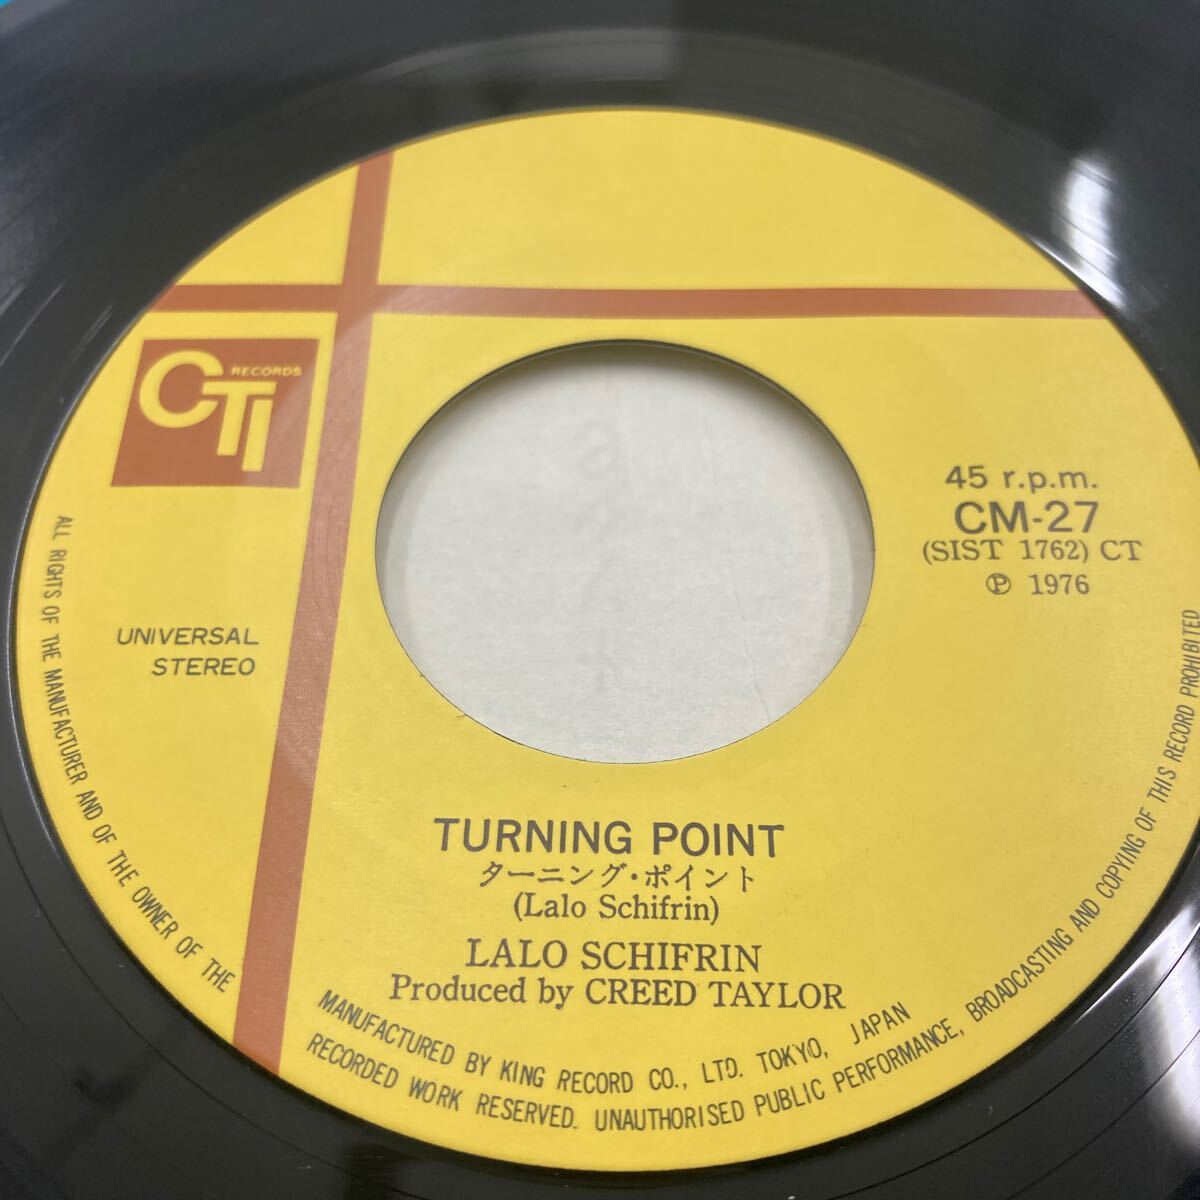 CTI RECORDS
45 r.p.m.
CM-27
(SIST 1762) CT
Ⓟ 1976
UNIVERSAL
STEREO
TURNING POINT
ターニング・ポイント
(Lalo Schifrin)
LALO SCHIFRIN
Produced by CREED TAYLOR
MANUFACTURED BY KING RECORD CO., LTD. TOKYO, JAPAN
ALL RIGHTS OF THE MANUFACTURER AND OF THE OWNER OF THE RECORDED WORK RESERVED. UNAUTHORISED PUBLIC PERFORMANCE, BROADCASTING AND COPYING OF THIS RECORD PROHIBITED